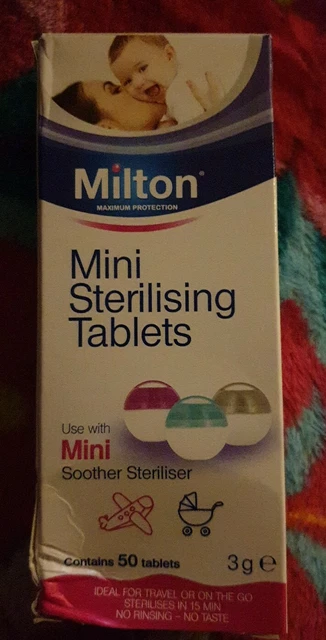 Milton®
MAXIMUM PROTECTION
Mini
Sterilising
Tablets
Use with
Mini
Soother Steriliser
Contains 50 tablets
3g e
IDEAL FOR TRAVEL OR ON THE GO
STERILISES IN 15 MIN
NO RINSING – NO TASTE